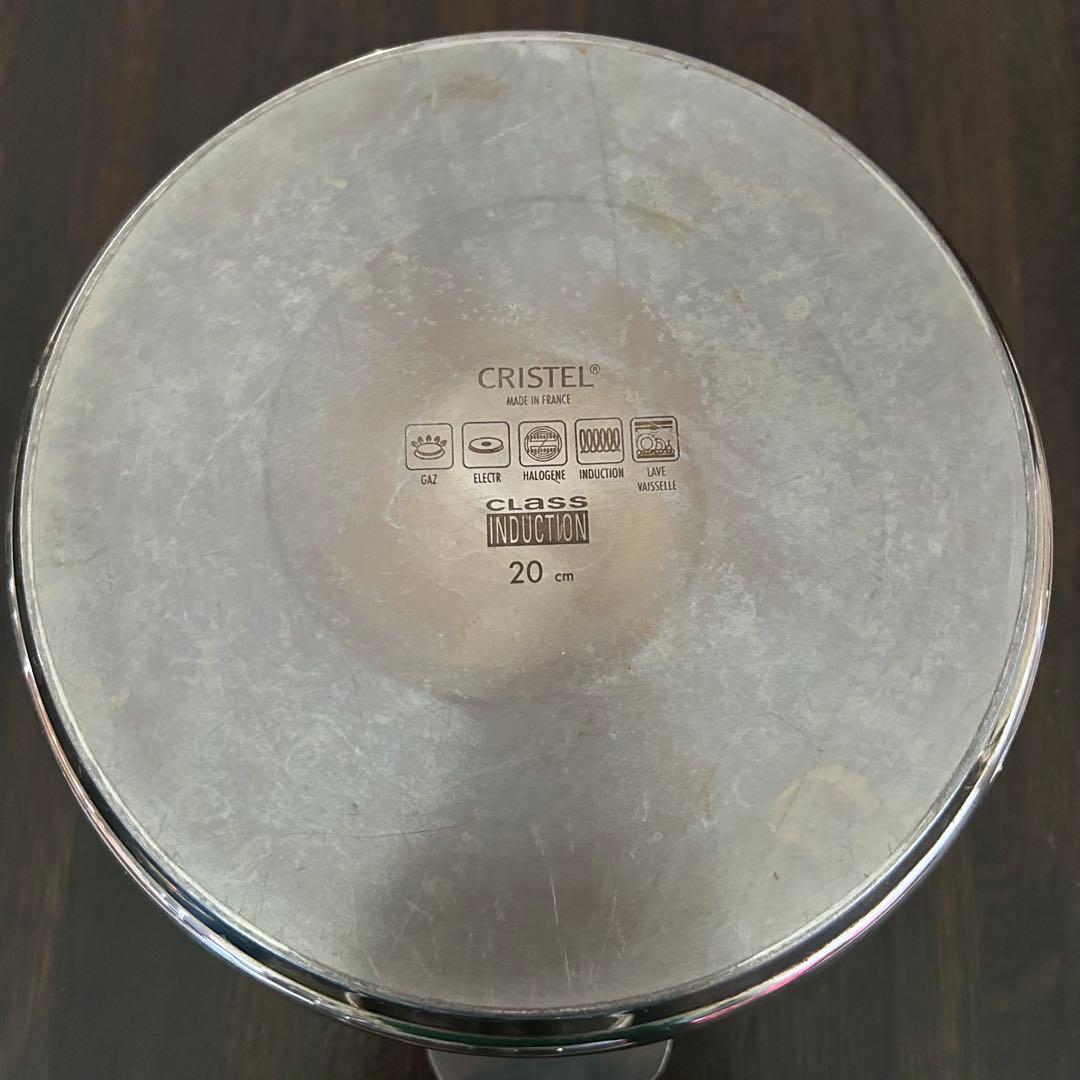 CRISTEL®
MADE IN FRANCE
GAZ ELECTR HALOGENE INDUCTION LAVE VAISSELLE
CLASS
INDUCTION
20 cm